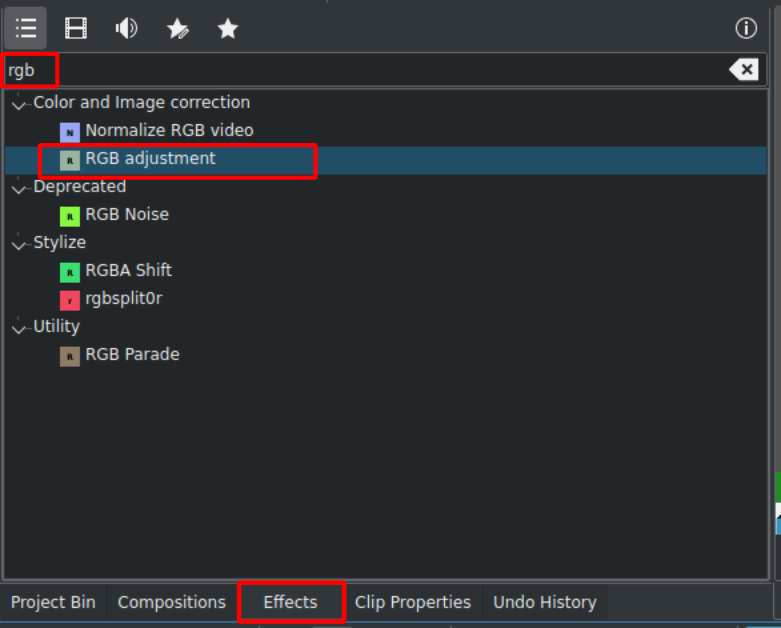 rgb
Color and Image correction
N Normalize RGB video
R RGB adjustment
Deprecated
R RGB Noise
Stylize
R RGBA Shift
r rgbsplit0r
Utility
R RGB Parade
Project Bin Compositions Effects Clip Properties Undo History